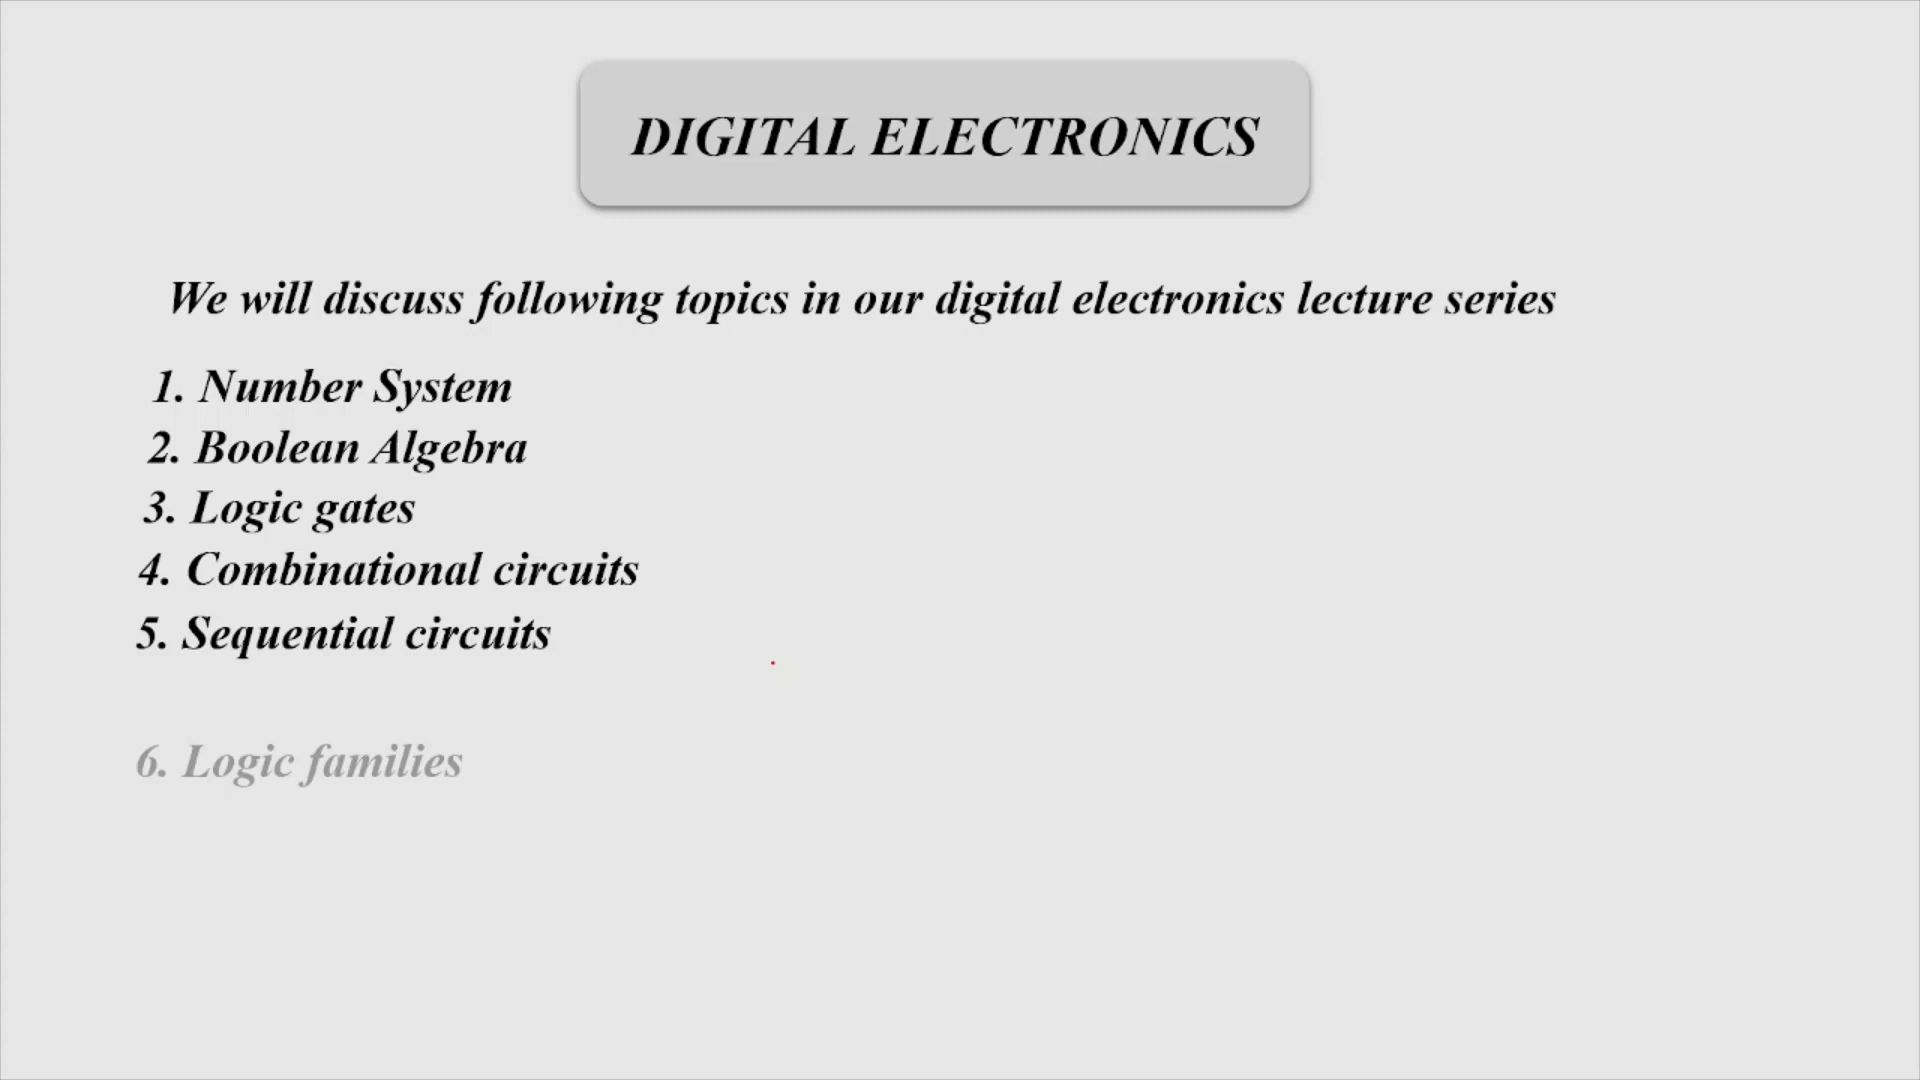 DIGITAL ELECTRONICS
We will discuss following topics in our digital electronics lecture series
1. Number System
2. Boolean Algebra
3. Logic gates
4. Combinational circuits
5. Sequential circuits
6. Logic families